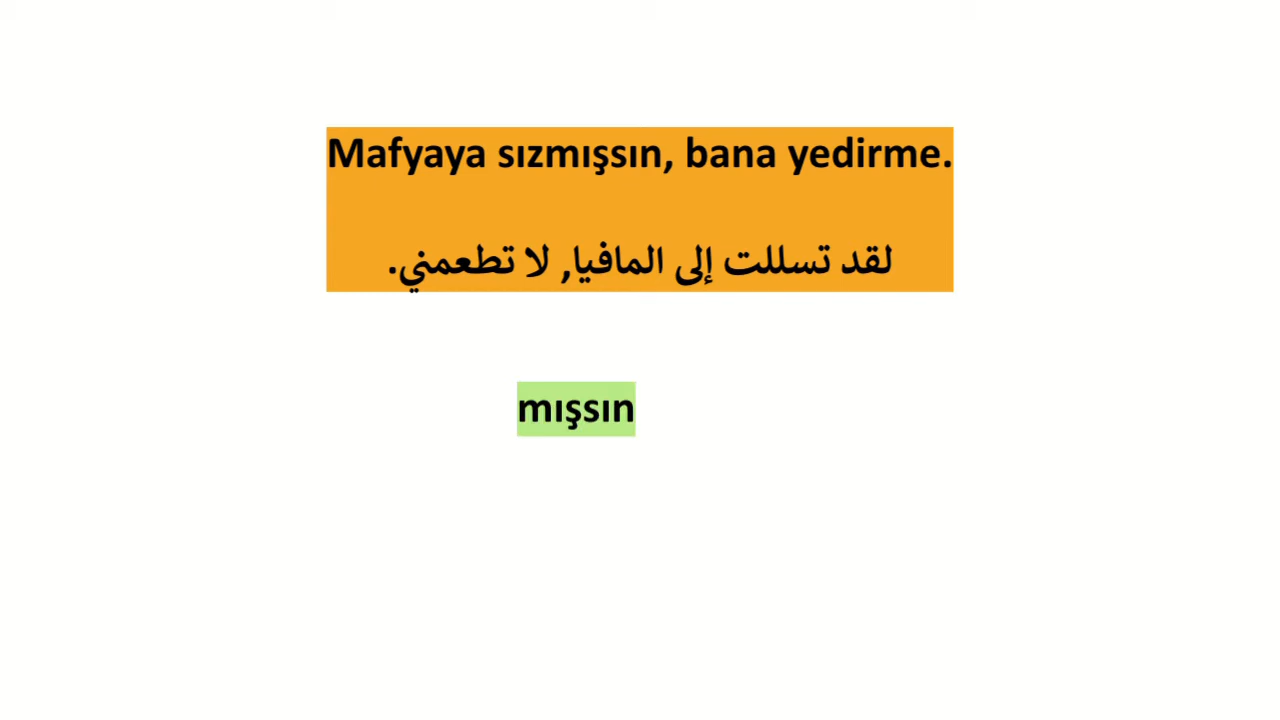 Mafyaya sızmışsın, bana yedirme.
لقد تسللت إلى المافيا, لا تطعمني.
mışsın